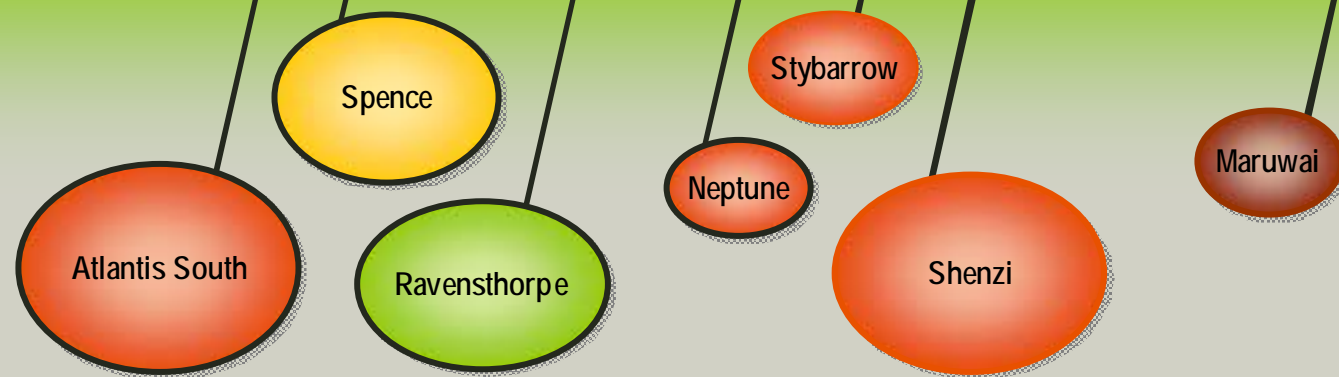 Spence
Stybarrow
Maruwai
Neptune
Atlantis South
Ravensthorpe
Shenzi